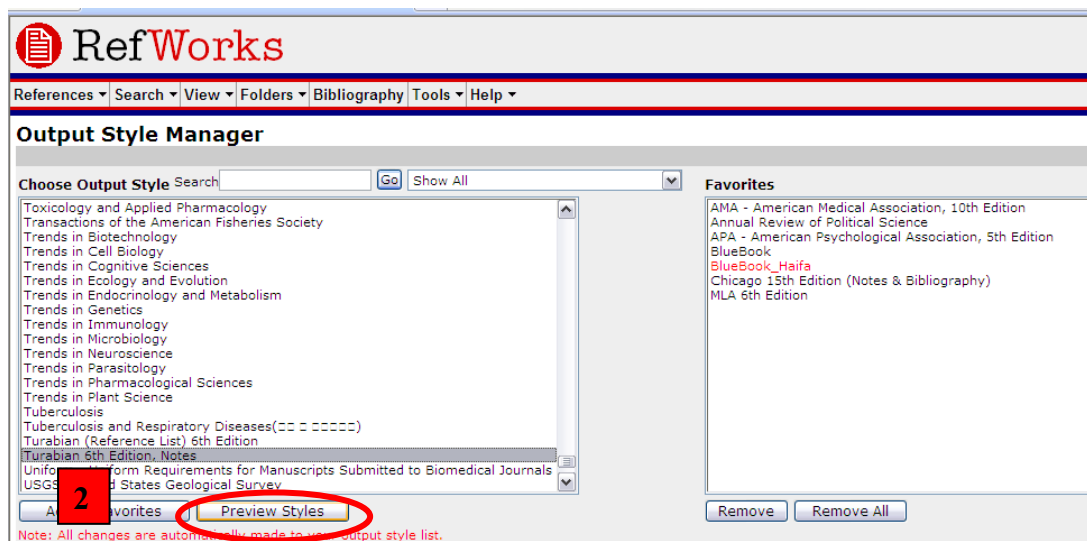 RefWorks
References Search View Folders Bibliography Tools Help
Output Style Manager
Choose Output Style Search Go Show All
Toxicology and Applied Pharmacology
Transactions of the American Fisheries Society
Trends in Biotechnology
Trends in Cell Biology
Trends in Cognitive Sciences
Trends in Ecology and Evolution
Trends in Endocrinology and Metabolism
Trends in Genetics
Trends in Immunology
Trends in Microbiology
Trends in Neuroscience
Trends in Parasitology
Trends in Pharmacological Sciences
Trends in Plant Science
Tuberculosis
Tuberculosis and Respiratory Diseases
Turabian (Reference List) 6th Edition
Turabian 6th Edition, Notes
Requirements for Manuscripts Submitted to Biomedical Journals
States Geological Survey
2
Preview Styles
Note: All changes are automatically made to your output style list.
Favorites
AMA - American Medical Association, 10th Edition
Annual Review of Political Science
APA - American Psychological Association, 5th Edition
BlueBook
BlueBook_Haifa
Chicago 15th Edition (Notes & Bibliography)
MLA 6th Edition
Remove Remove All